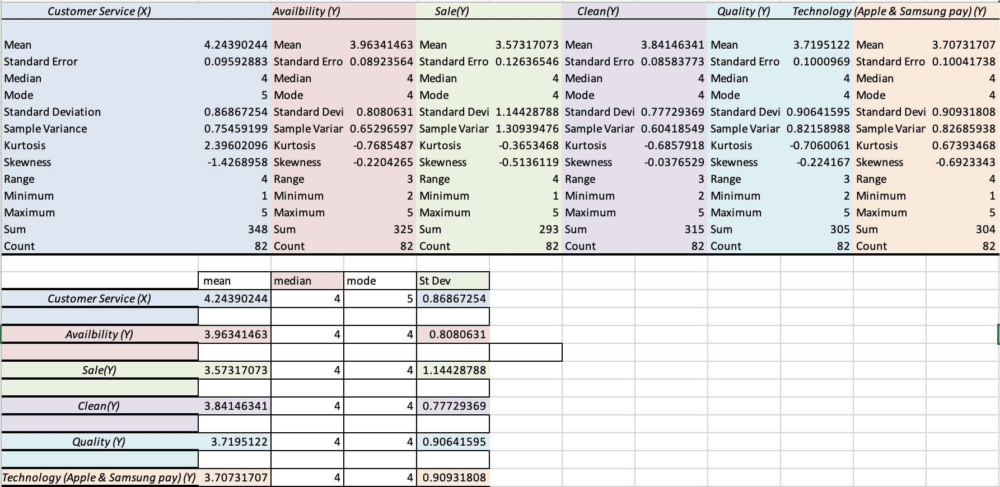 Customer Service (X) Availbility (Y) Sale(Y) Clean(Y) Quality (Y) Technology (Apple & Samsung pay) (Y)
Mean 4.24390244 Mean 3.96341463 Mean 3.57317073 Mean 3.84146341 Mean 3.7195122 Mean 3.70731707
Standard Error 0.09592883 Standard Erro 0.08923564 Standard Erro 0.12636546 Standard Erro 0.08583773 Standard Erro 0.1000969 Standard Erro 0.10041738
Median 4 Median 4 Median 4 Median 4 Median 4 Median 4
Mode 5 Mode 4 Mode 4 Mode 4 Mode 4 Mode 4
Standard Deviation 0.86867254 Standard Devi 0.8080631 Standard Devi 1.14428788 Standard Devi 0.77729369 Standard Devi 0.90641595 Standard Devi 0.90931808
Sample Variance 0.75459199 Sample Variar 0.65296597 Sample Variar 1.30939476 Sample Variar 0.60418549 Sample Variar 0.82158988 Sample Variar 0.82685938
Kurtosis 2.39602096 Kurtosis -0.7685487 Kurtosis -0.3653468 Kurtosis -0.6857918 Kurtosis -0.7060061 Kurtosis 0.67393468
Skewness -1.4268958 Skewness -0.2204265 Skewness -0.5136119 Skewness -0.0376529 Skewness -0.224167 Skewness -0.6923343
Range 4 Range 3 Range 4 Range 3 Range 3 Range 4
Minimum 1 Minimum 2 Minimum 1 Minimum 2 Minimum 2 Minimum 1
Maximum 5 Maximum 5 Maximum 5 Maximum 5 Maximum 5 Maximum 5
Sum 348 Sum 325 Sum 293 Sum 315 Sum 305 Sum 304
Count 82 Count 82 Count 82 Count 82 Count 82 Count 82
mean median mode St Dev
Customer Service (X) 4.24390244 4 5 0.86867254
Availbility (Y) 3.96341463 4 4 0.8080631
Sale(Y) 3.57317073 4 4 1.14428788
Clean(Y) 3.84146341 4 4 0.77729369
Quality (Y) 3.7195122 4 4 0.90641595
Technology (Apple & Samsung pay) (Y) 3.70731707 4 4 0.90931808